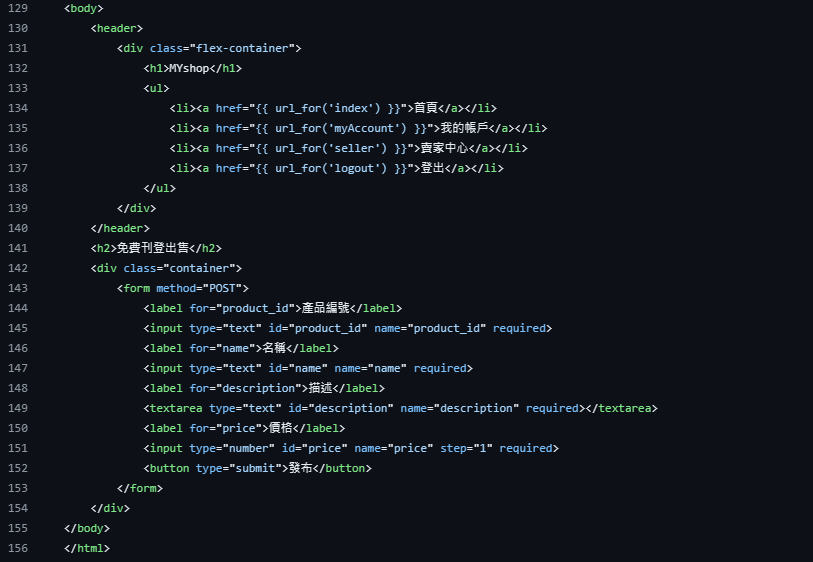 129    <body>
130        <header>
131            <div class="flex-container">
132                <h1>MYshop</h1>
133                <ul>
134                    <li><a href="{{ url_for('index') }}">首頁</a></li>
135                    <li><a href="{{ url_for('myAccount') }}">我的帳戶</a></li>
136                    <li><a href="{{ url_for('seller') }}">賣家中心</a></li>
137                    <li><a href="{{ url_for('logout') }}">登出</a></li>
138                </ul>
139            </div>
140        </header>
141        <h2>免費刊登出售</h2>
142        <div class="container">
143            <form method="POST">
144                <label for="product_id">產品編號</label>
145                <input type="text" id="product_id" name="product_id" required>
146                <label for="name">名稱</label>
147                <input type="text" id="name" name="name" required>
148                <label for="description">描述</label>
149                <textarea type="text" id="description" name="description" required></textarea>
150                <label for="price">價格</label>
151                <input type="number" id="price" name="price" step="1" required>
152                <button type="submit">發布</button>
153            </form>
154        </div>
155    </body>
156    </html>